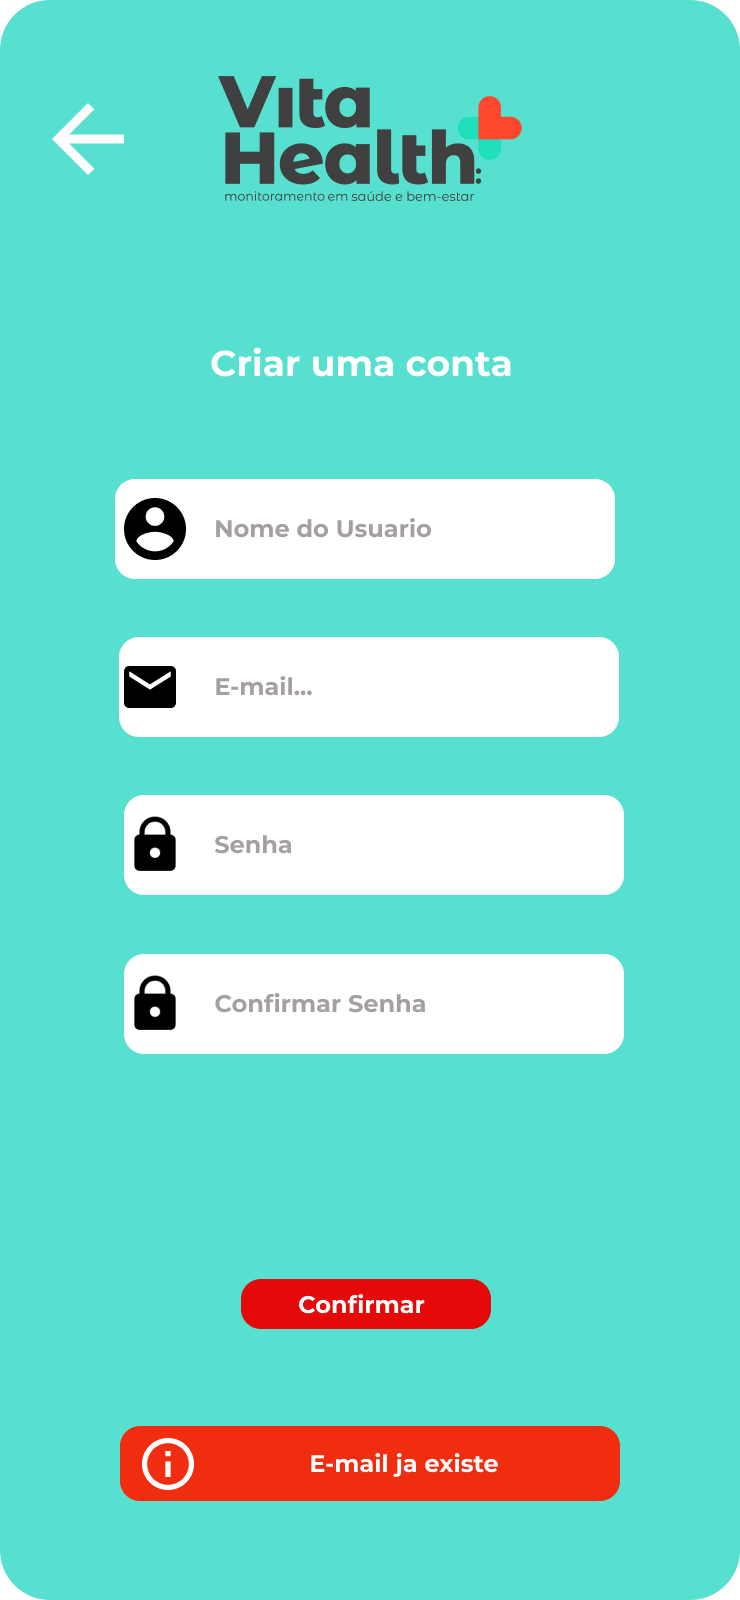 Vita
Health:
monitoramento em saúde e bem-estar
Criar uma conta
Nome do Usuario
E-mail...
Senha
Confirmar Senha
Confirmar
E-mail ja existe